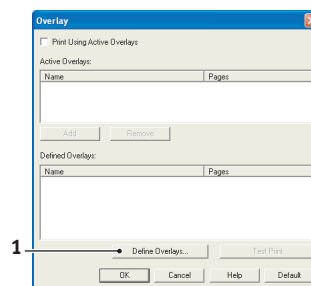 Overlay
Print Using Active Overlays
Active Overlays:
Name Pages
Add Remove
Defined Overlays:
Name Pages
1 Define Overlays... Test Print
OK Cancel Help Default